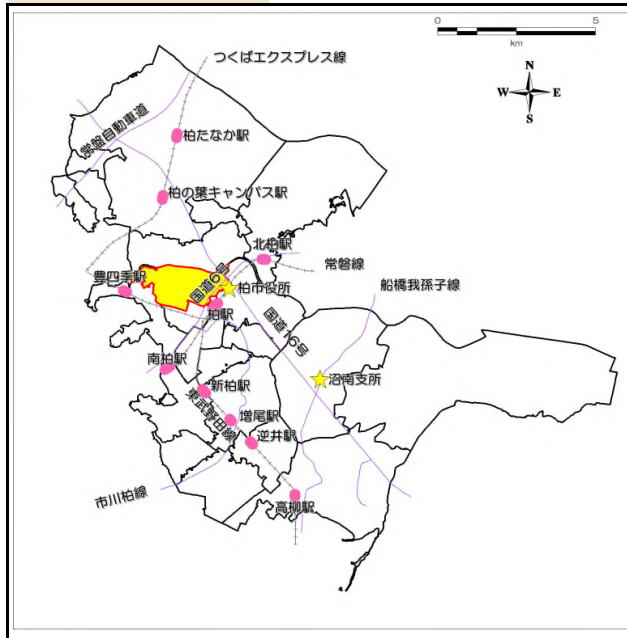 0 5
km
N
W E
S
つくばエクスプレス線
常盤自動車道
柏たなか駅
柏の葉キャンパス駅
北柏駅
常磐線
豊四季駅
国道6号
柏市役所
船橋我孫子線
柏駅
国道16号
南柏駅
沼南支所
新柏駅
東武野田線
増尾駅
逆井駅
市川柏線
高柳駅